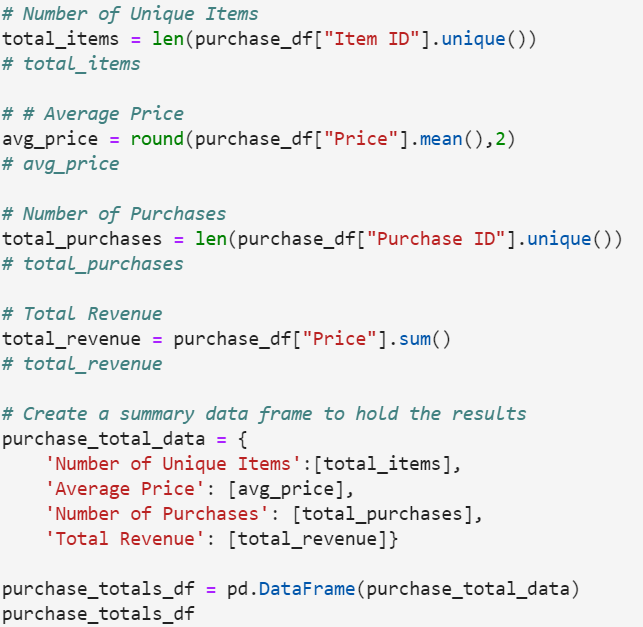 # Number of Unique Items
total_items = len(purchase_df["Item ID"].unique())
# total_items

# # Average Price
avg_price = round(purchase_df["Price"].mean(),2)
# avg_price

# Number of Purchases
total_purchases = len(purchase_df["Purchase ID"].unique())
# total_purchases

# Total Revenue
total_revenue = purchase_df["Price"].sum()
# total_revenue

# Create a summary data frame to hold the results
purchase_total_data = {
    'Number of Unique Items':[total_items],
    'Average Price': [avg_price],
    'Number of Purchases': [total_purchases],
    'Total Revenue': [total_revenue]}

purchase_totals_df = pd.DataFrame(purchase_total_data)
purchase_totals_df